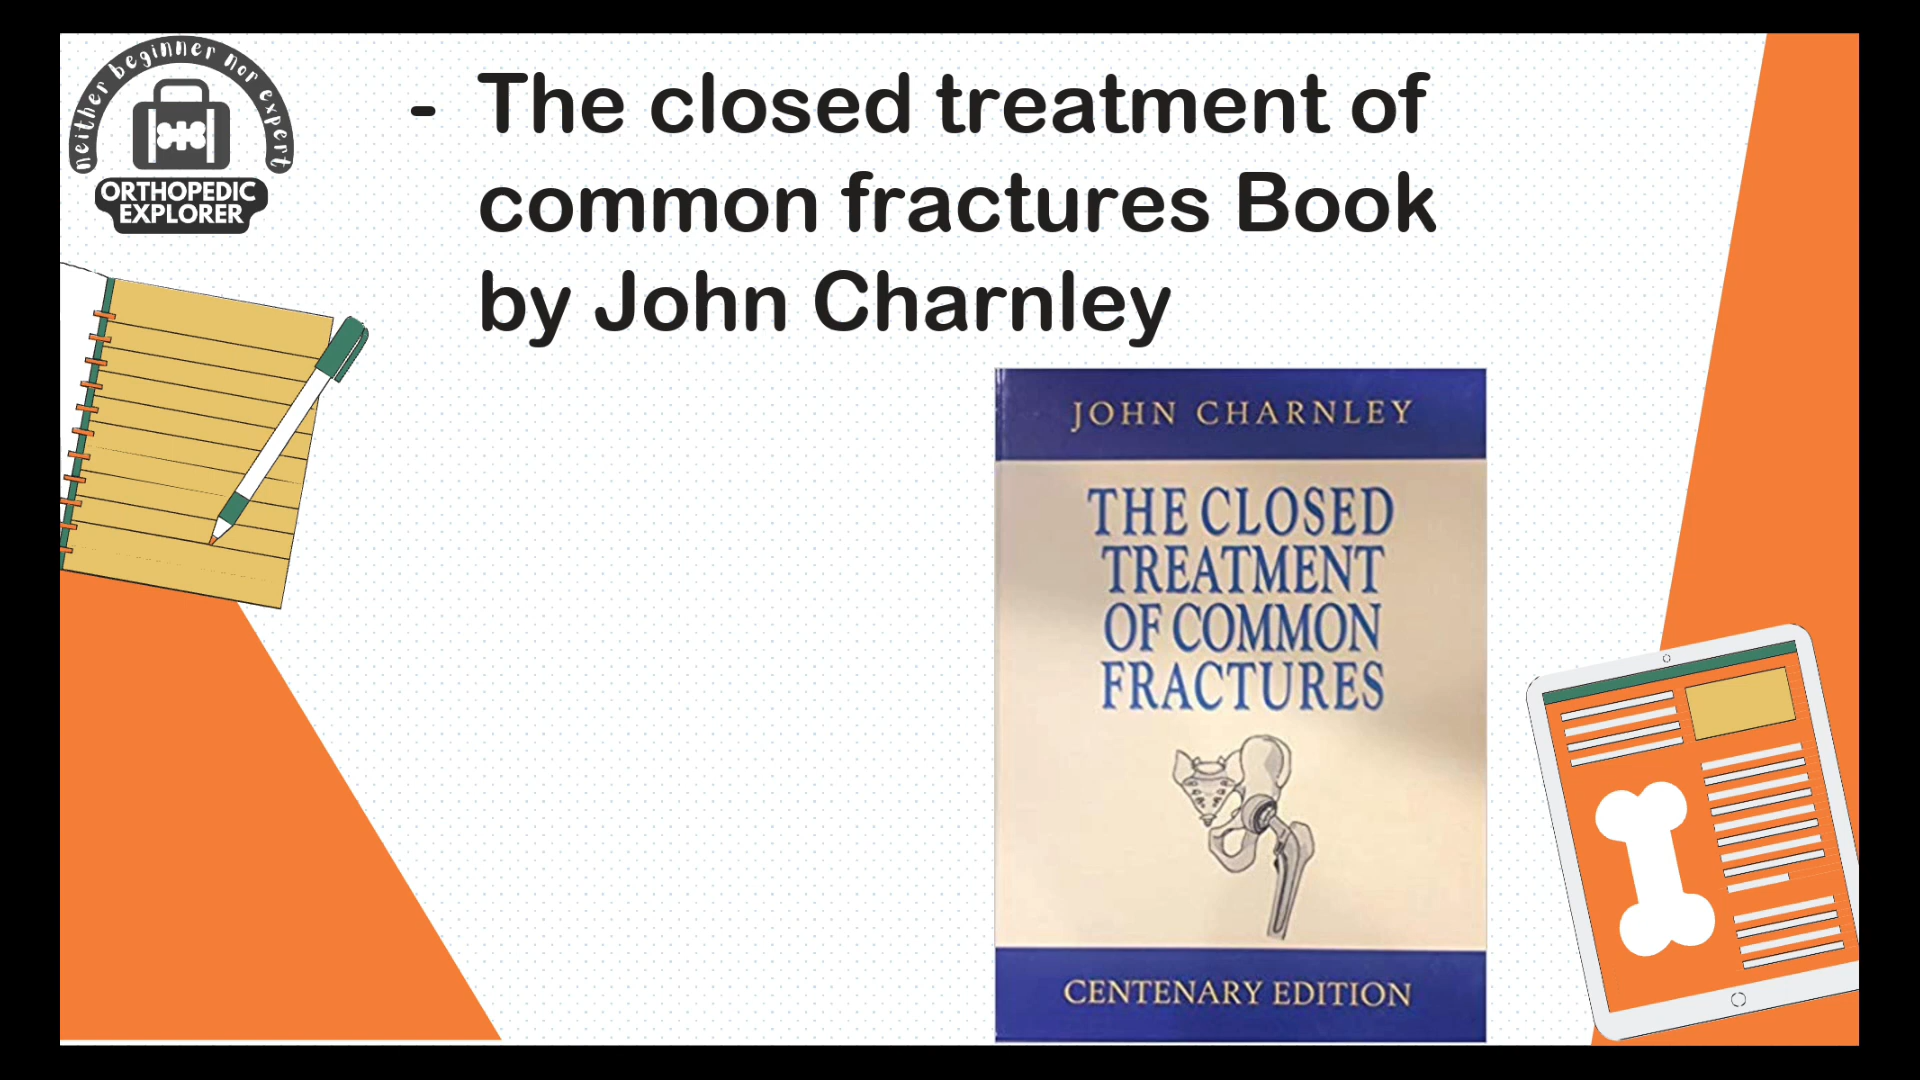 neither beginner nor expert
ORTHOPEDIC
EXPLORER
- The closed treatment of
common fractures Book
by John Charnley
JOHN CHARNLEY
THE CLOSED
TREATMENT
OF COMMON
FRACTURES
CENTENARY EDITION